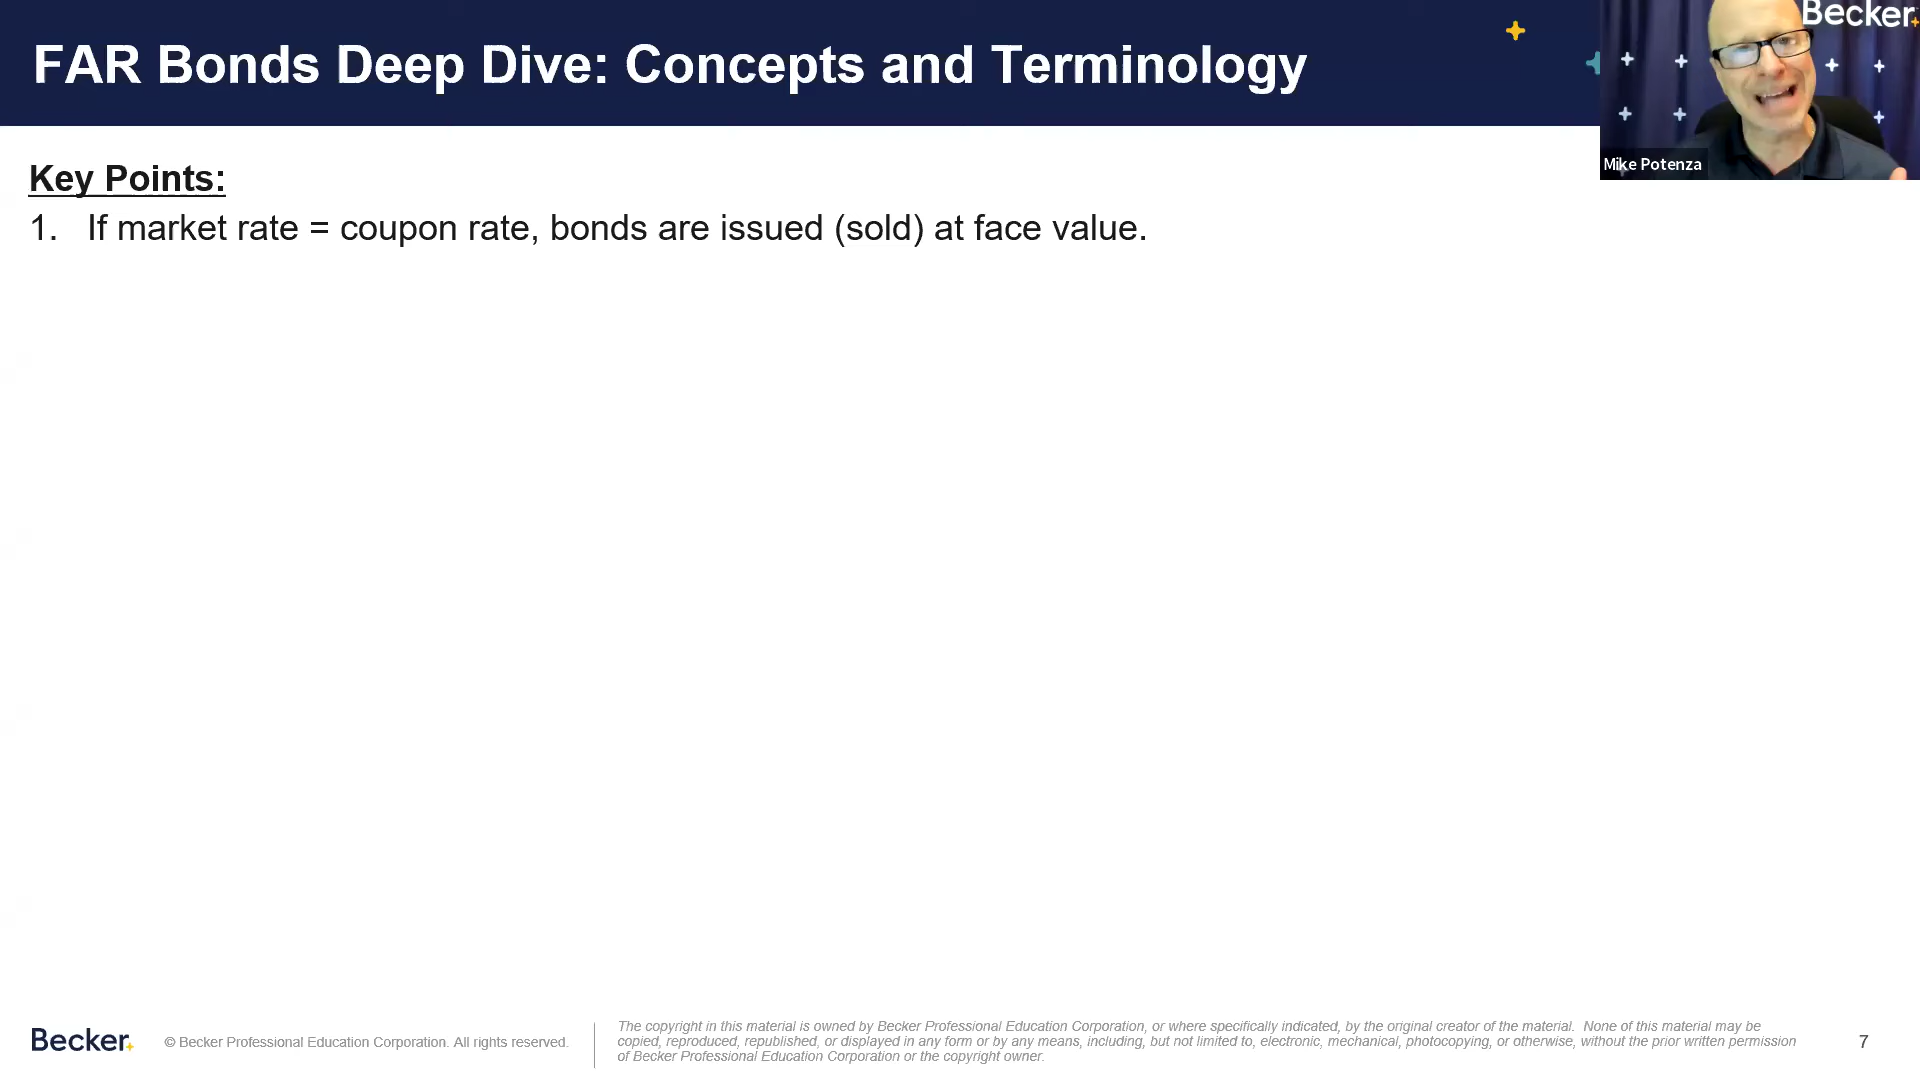 FAR Bonds Deep Dive: Concepts and Terminology
Becker
Mike Potenza
Key Points:
1. If market rate = coupon rate, bonds are issued (sold) at face value.
Becker
© Becker Professional Education Corporation. All rights reserved.
The copyright in this material is owned by Becker Professional Education Corporation, or where specifically indicated, by the original creator of the material. None of this material may be
copied, reproduced, republished, or displayed in any form or by any means, including, but not limited to, electronic, mechanical, photocopying, or otherwise, without the prior written permission
of Becker Professional Education Corporation or the copyright owner.
7